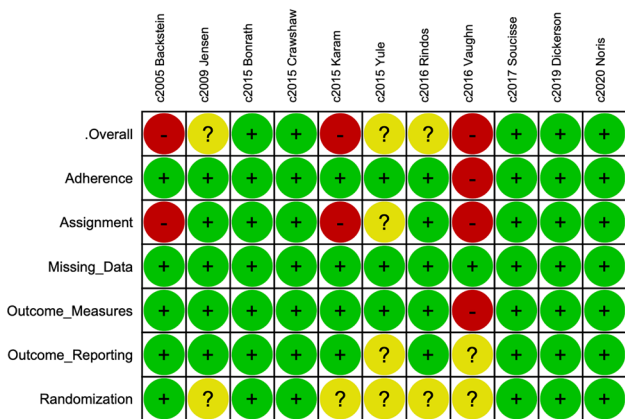 c2005 Backstein
c2009 Jensen
c2015 Bonrath
c2015 Crawshaw
c2015 Karam
c2015 Yule
c2016 Rindos
c2016 Vaughn
c2017 Soucisse
c2019 Dickerson
c2020 Noris
.Overall - ? + + - ? ? - + + +
Adherence + + + + + + + - + + +
Assignment - + + + - ? + - + + +
Missing_Data + + + + + + + + + + +
Outcome_Measures + + + + + + + - + + +
Outcome_Reporting + + + + + ? + ? + + +
Randomization + ? + + ? ? ? ? + + +